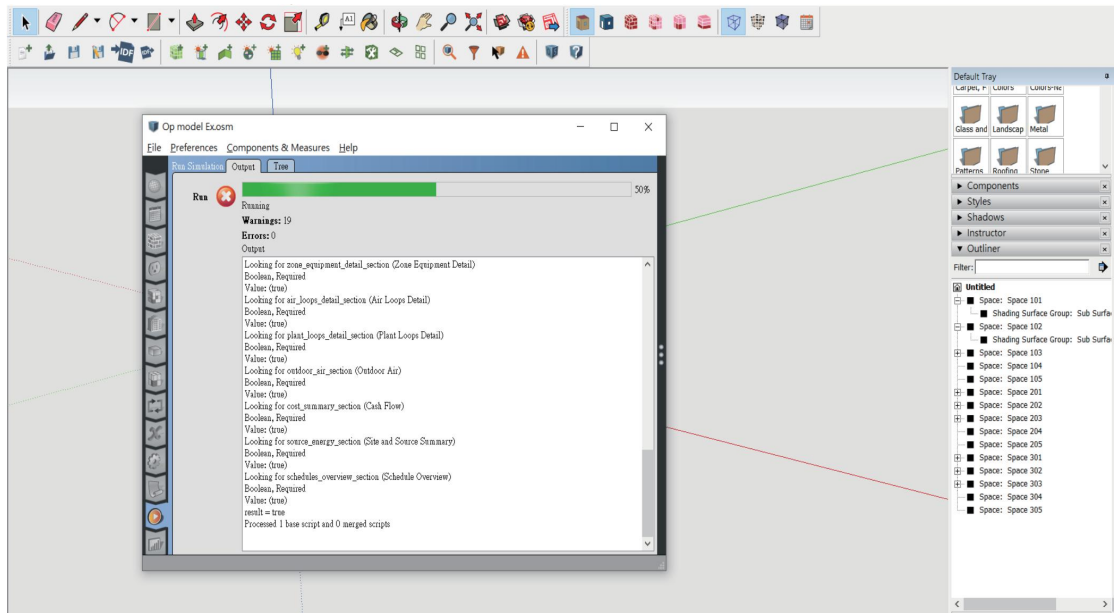 A1
IDF
Default Tray
Carpet, F Colors Colors-Na
Glass and Landscap Metal
Patterns Roofing Stone
Components
Styles
Shadows
Instructor
Outliner
Filter:
Untitled
Space: Space 101
Shading Surface Group: Sub Surfa
Space: Space 102
Shading Surface Group: Sub Surfa
Space: Space 103
Space: Space 104
Space: Space 105
Space: Space 201
Space: Space 202
Space: Space 203
Space: Space 204
Space: Space 205
Space: Space 301
Space: Space 302
Space: Space 303
Space: Space 304
Space: Space 305
Op model Ex.osm
File Preferences Components & Measures Help
Run Simulation Output Tree
Run 50%
Running
Warnings: 19
Errors: 0
Output
Looking for zone_equipment_detail_section (Zone Equipment Detail)
Boolean, Required
Value: (true)
Looking for air_loops_detail_section (Air Loops Detail)
Boolean, Required
Value: (true)
Looking for plant_loops_detail_section (Plant Loops Detail)
Boolean, Required
Value: (true)
Looking for outdoor_air_section (Outdoor Air)
Boolean, Required
Value: (true)
Looking for cost_summary_section (Cash Flow)
Boolean, Required
Value: (true)
Looking for source_energy_section (Site and Source Summary)
Boolean, Required
Value: (true)
Looking for schedules_overview_section (Schedule Overview)
Boolean, Required
Value: (true)
result = true
Processed 1 base script and 0 merged scripts